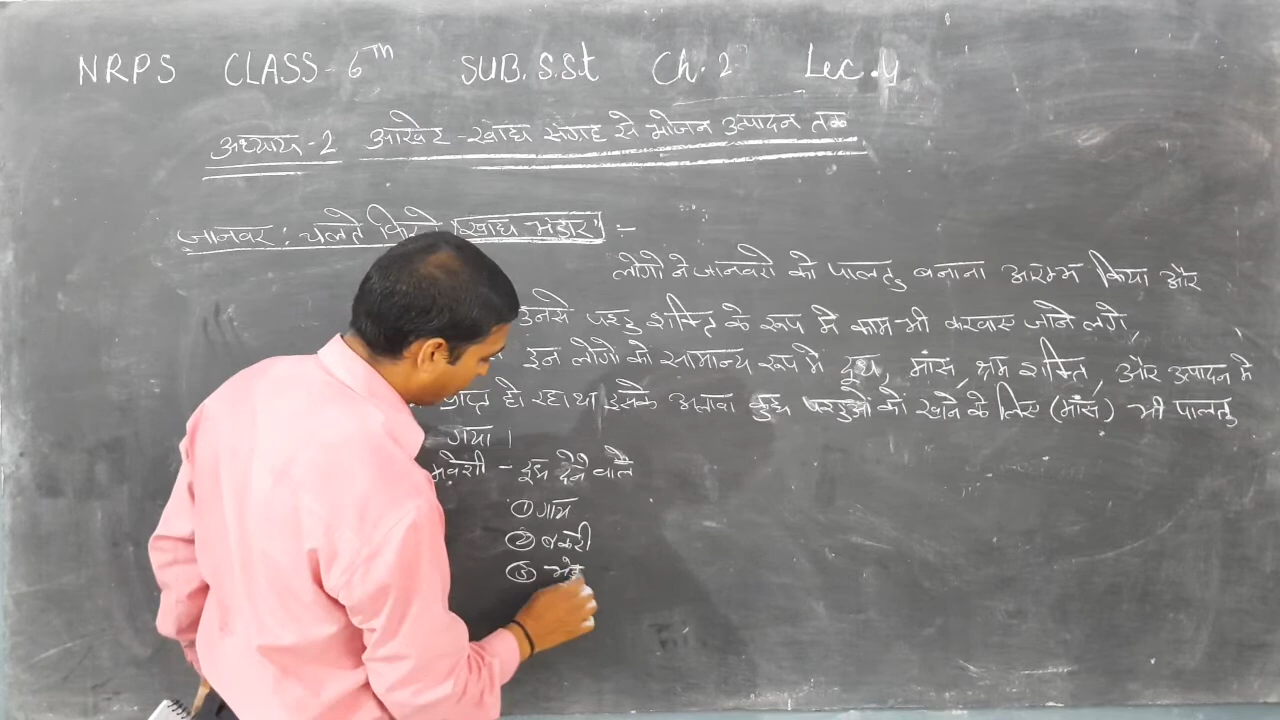 NRPS CLASS-6th SUB. S.St Ch. 2 Lec. 4
अध्याय-2 आखेट-खाद्य संग्रह से भोजन उत्पादन तक
जानवर : चलते फिरते "खाद्य भंडार" :-
लोगो ने जानवरो को पालतु बनाना आरम्भ किया और
उनसे पशु शक्ति के रूप मे काम भी करवाए जाने लगे,
इन लोगो को सामान्य रूप मे दूध, मांस, श्रम शक्ति, और उत्पादन मे
प्राप्त हो रहा था इसके अलावा कुछ पशुओं को खाने के लिए (मांस) भी पालतु
गया।
मवेशी - दूध देने वाले
① गाय
② बकरी
③ भेड़